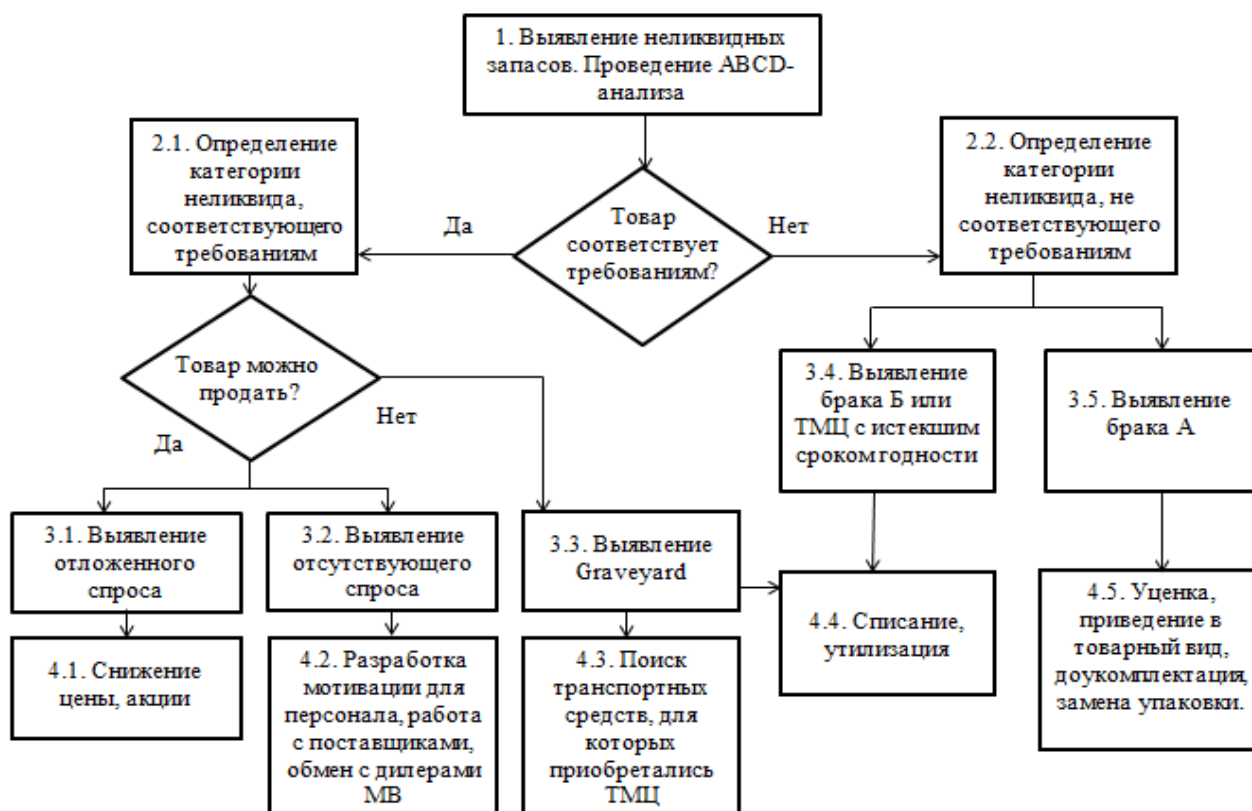 1. Выявление неликвидных
запасов. Проведение ABCD-
анализа
2.1. Определение
категории
неликвида,
соответствующего
требованиям
Да
Товар
соответствует
требованиям?
Нет
2.2. Определение
категории
неликвида, не
соответствующего
требованиям
Товар можно
продать?
Да
Нет
3.4. Выявление
брака Б или
ТМЦ с истекшим
сроком годности
3.5. Выявление
брака А
3.1. Выявление
отложенного
спроса
3.2. Выявление
отсутствующего
спроса
3.3. Выявление
Graveyard
4.1. Снижение
цены, акции
4.2. Разработка
мотивации для
персонала, работа
с поставщиками,
обмен с дилерами
МВ
4.3. Поиск
транспортных
средств, для
которых
приобретались
ТМЦ
4.4. Списание,
утилизация
4.5. Уценка,
приведение в
товарный вид,
доукомплектация,
замена упаковки.